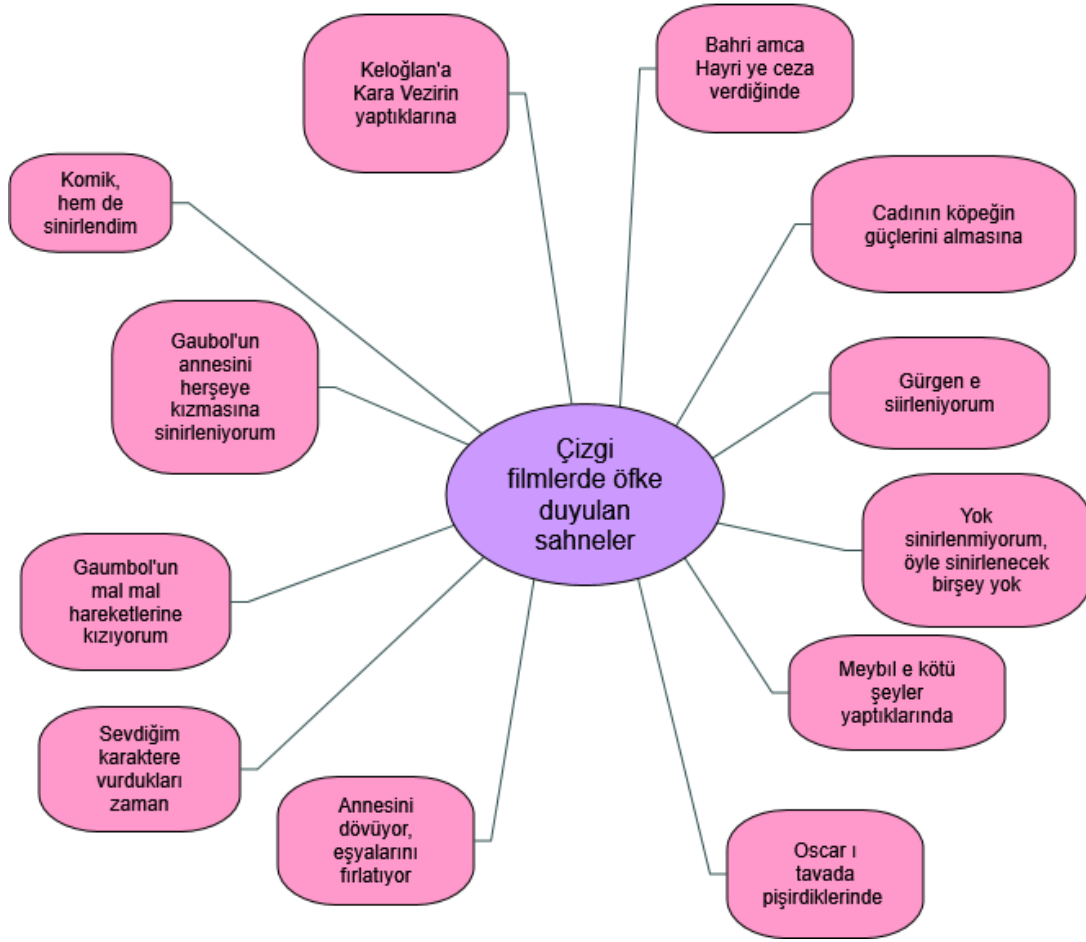 Keloğlan'a
Kara Vezirin
yaptıklarına
Bahri amca
Hayri ye ceza
verdiğinde
Komik,
hem de
sinirlendim
Cadının köpeğin
güçlerini almasına
Gaubol'un
annesini
herşeye
kızmasına
sinirleniyorum
Gürgen e
siirleniyorum
Çizgi
filmlerde öfke
duyulan
sahneler
Yok
sinirlenmiyorum,
öyle sinirlenecek
birşey yok
Gaumbol'un
mal mal
hareketlerine
kızıyorum
Meybıl e kötü
şeyler
yaptıklarında
Sevdiğim
karaktere
vurdukları
zaman
Annesini
dövüyor,
eşyalarını
fırlatıyor
Oscar ı
tavada
pişirdiklerinde